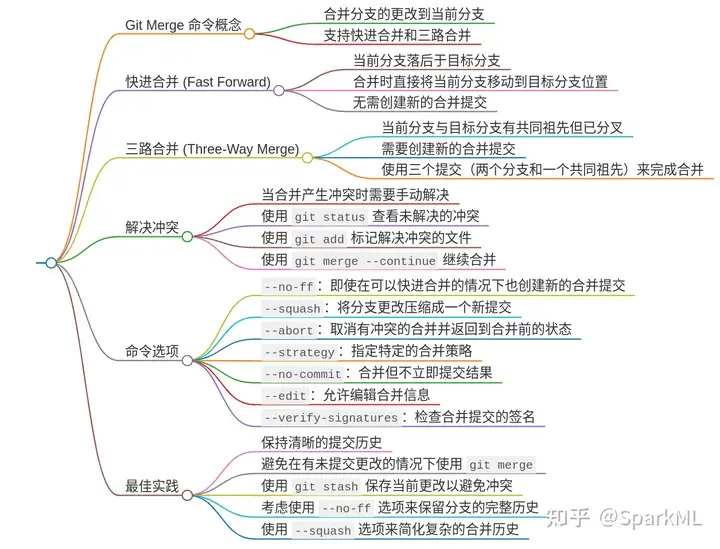 Git Merge 命令概念
合并分支的更改到当前分支
支持快进合并和三路合并
快进合并 (Fast Forward)
当前分支落后于目标分支
合并时直接将当前分支移动到目标分支位置
无需创建新的合并提交
三路合并 (Three-Way Merge)
当前分支与目标分支有共同祖先但已分叉
需要创建新的合并提交
使用三个提交（两个分支和一个共同祖先）来完成合并
解决冲突
当合并产生冲突时需要手动解决
使用 git status 查看未解决的冲突
使用 git add 标记解决冲突的文件
使用 git merge --continue 继续合并
命令选项
--no-ff：即使在可以快进合并的情况下也创建新的合并提交
--squash：将分支更改压缩成一个新提交
--abort：取消有冲突的合并并返回到合并前的状态
--strategy：指定特定的合并策略
--no-commit：合并但不立即提交结果
--edit：允许编辑合并信息
--verify-signatures：检查合并提交的签名
最佳实践
保持清晰的提交历史
避免在有未提交更改的情况下使用 git merge
使用 git stash 保存当前更改以避免冲突
考虑使用 --no-ff 选项来保留分支的完整历史
使用 --squash 选项来简化复杂的合并历史
知乎 @SparkML